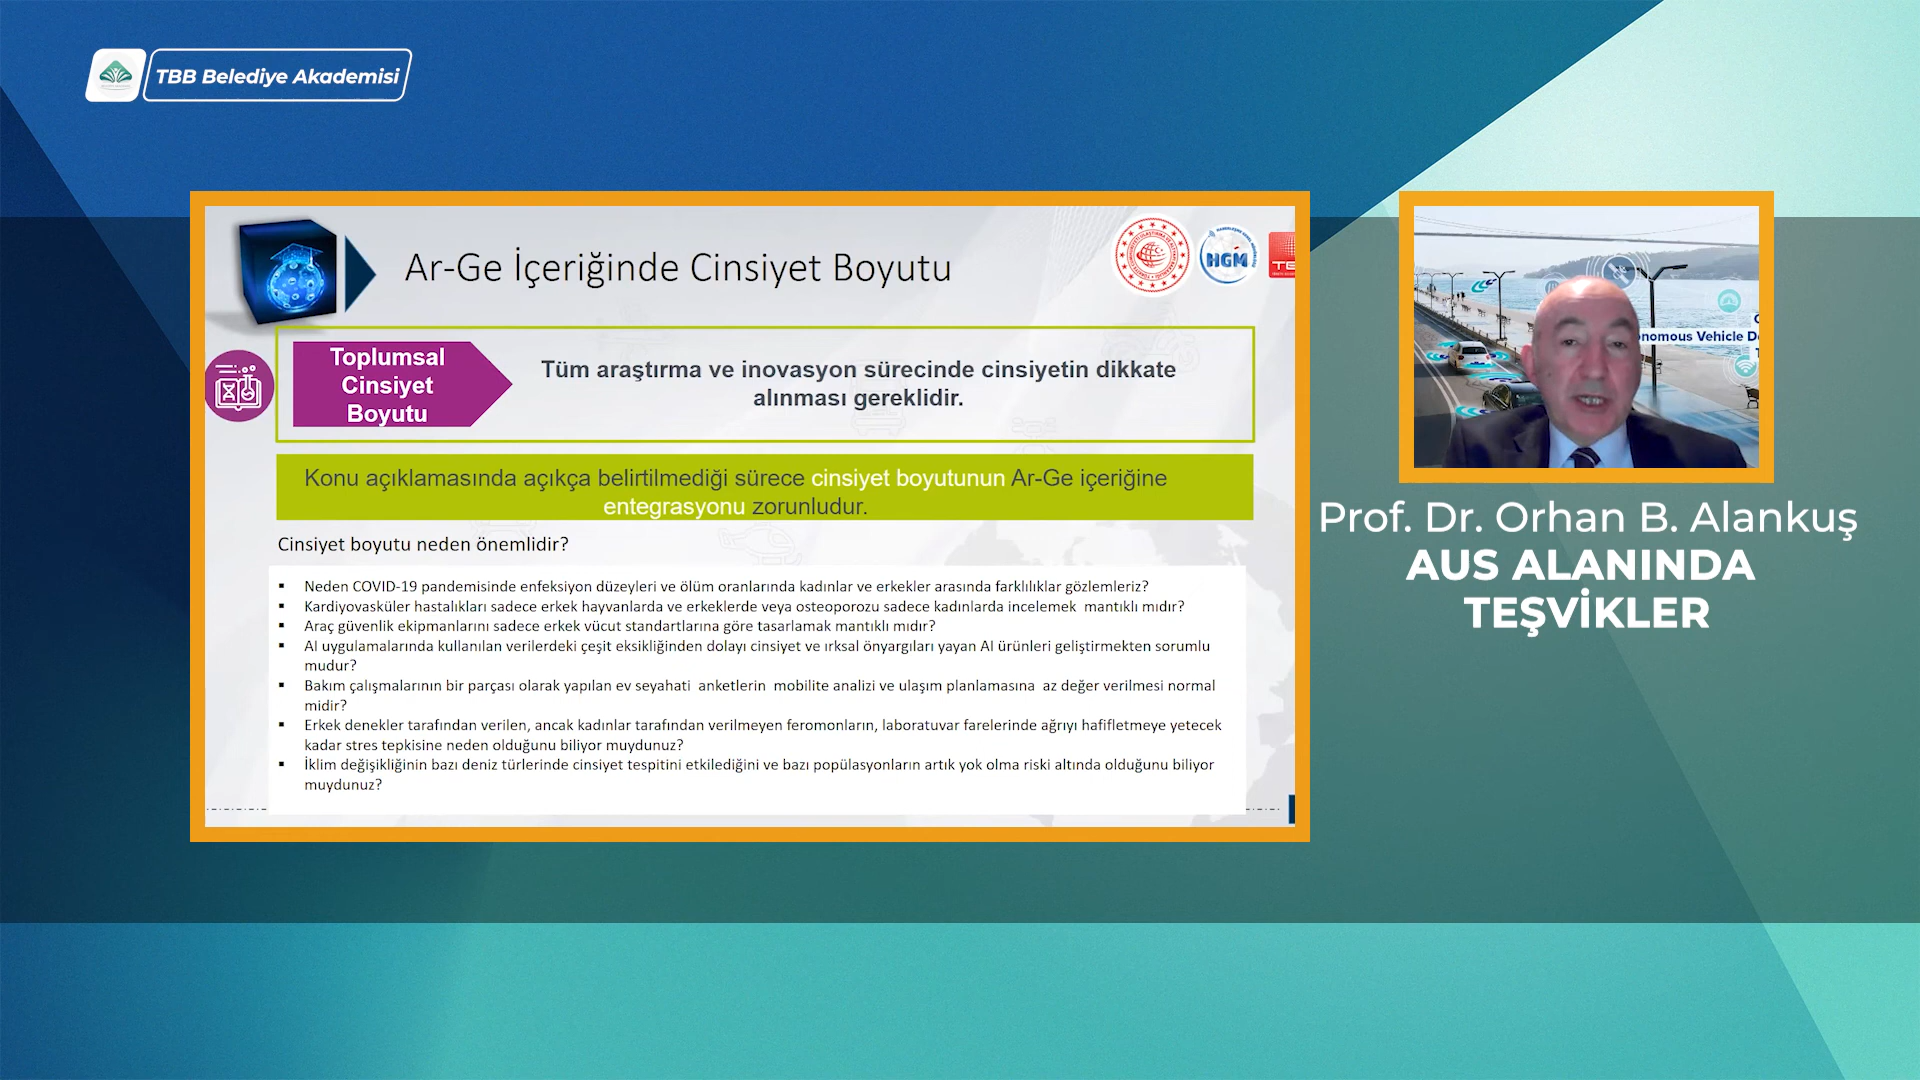 TBB Belediye Akademisi
Ar-Ge İçeriğinde Cinsiyet Boyutu
HGM
Toplumsal
Cinsiyet
Boyutu
Tüm araştırma ve inovasyon sürecinde cinsiyetin dikkate
alınması gereklidir.
Konu açıklamasında açıkça belirtilmediği sürece cinsiyet boyutunun Ar-Ge içeriğine
entegrasyonu zorunludur.
Cinsiyet boyutu neden önemlidir?
▪ Neden COVID-19 pandemisinde enfeksiyon düzeyleri ve ölüm oranlarında kadınlar ve erkekler arasında farklılıklar gözlemleriz?
▪ Kardiyovasküler hastalıkları sadece erkek hayvanlarda ve erkeklerde veya osteoporozu sadece kadınlarda incelemek mantıklı mıdır?
▪ Araç güvenlik ekipmanlarını sadece erkek vücut standartlarına göre tasarlamak mantıklı mıdır?
▪ AI uygulamalarında kullanılan verilerdeki çeşit eksikliğinden dolayı cinsiyet ve ırksal önyargıları yayan AI ürünleri geliştirmekten sorumlu
mudur?
▪ Bakım çalışmalarının bir parçası olarak yapılan ev seyahati anketlerin mobilite analizi ve ulaşım planlamasına az değer verilmesi normal
midir?
▪ Erkek denekler tarafından verilen, ancak kadınlar tarafından verilmeyen feromonların, laboratuvar farelerinde ağrıyı hafifletmeye yetecek
kadar stres tepkisine neden olduğunu biliyor muydunuz?
▪ İklim değişikliğinin bazı deniz türlerinde cinsiyet tespitini etkilediğini ve bazı popülasyonların artık yok olma riski altında olduğunu biliyor
muydunuz?
nomous Vehicle D
Prof. Dr. Orhan B. Alankuş
AUS ALANINDA
TEŞVİKLER